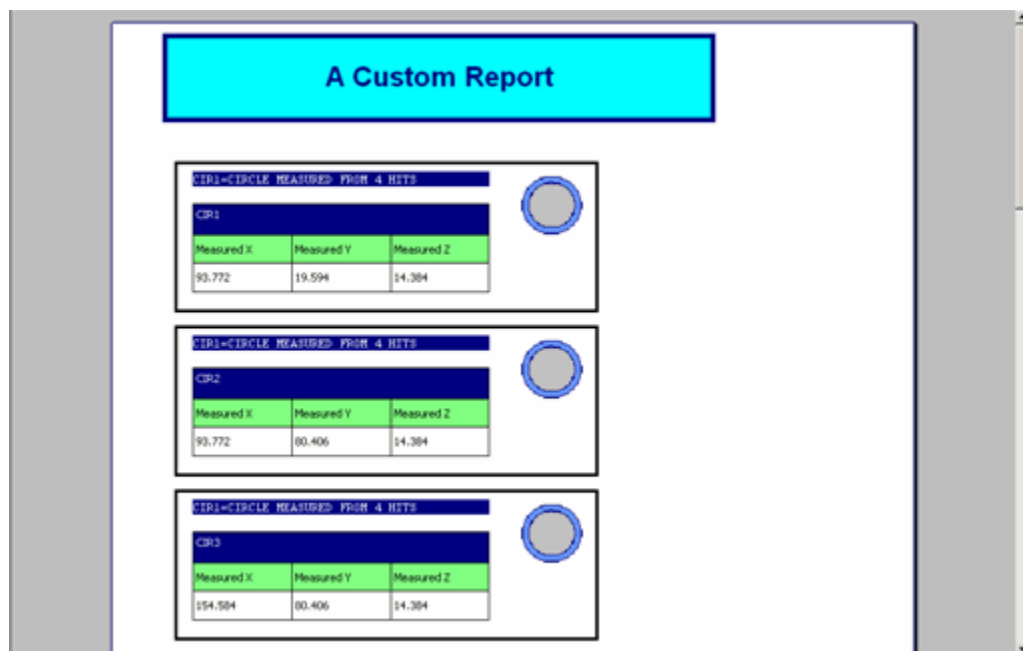 A Custom Report
CIR1=CIRCLE MEASURED FROM 4 HITS
CIR1
Measured X Measured Y Measured Z
93.772 19.594 14.384
CIR1=CIRCLE MEASURED FROM 4 HITS
CIR2
Measured X Measured Y Measured Z
93.772 80.406 14.384
CIR1=CIRCLE MEASURED FROM 4 HITS
CIR3
Measured X Measured Y Measured Z
154.584 80.406 14.384